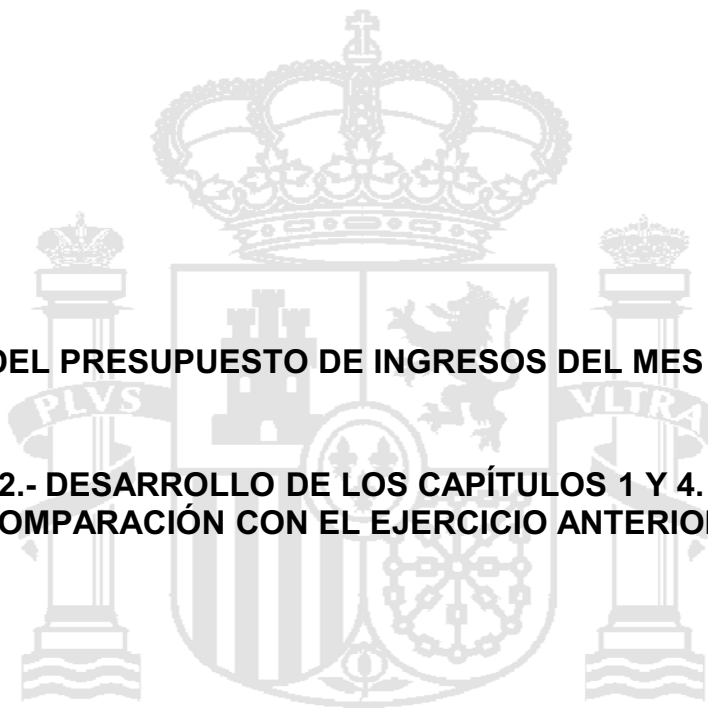 DEL PRESUPUESTO DE INGRESOS DEL MES
PLVS
VLTRA
2.- DESARROLLO DE LOS CAPÍTULOS 1 Y 4.
COMPARACIÓN CON EL EJERCICIO ANTERIOR